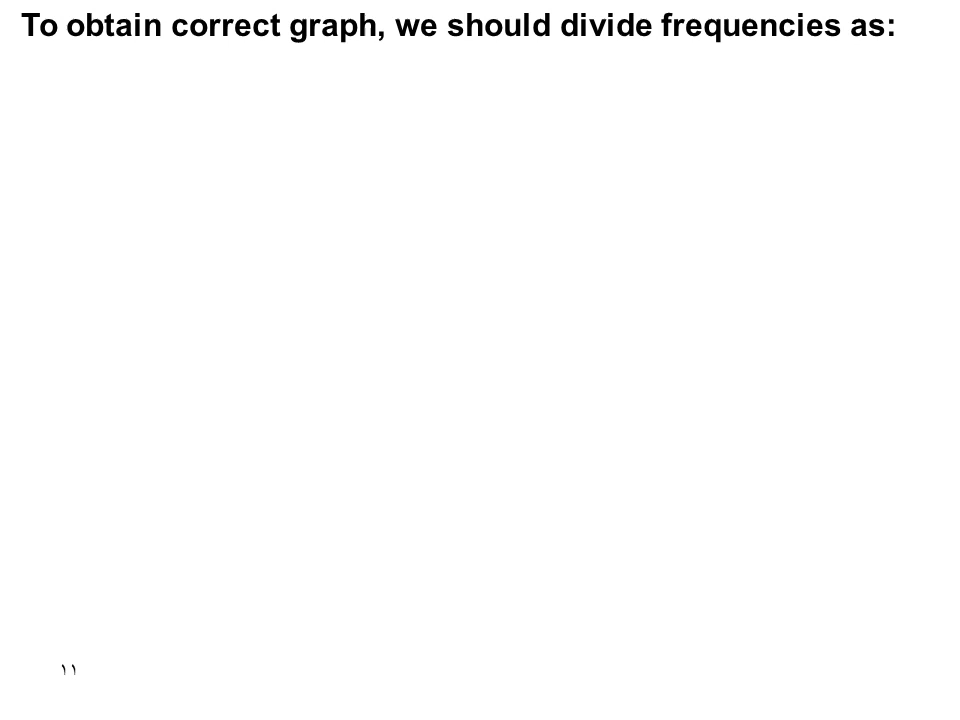 To obtain correct graph, we should divide frequencies as:
١١